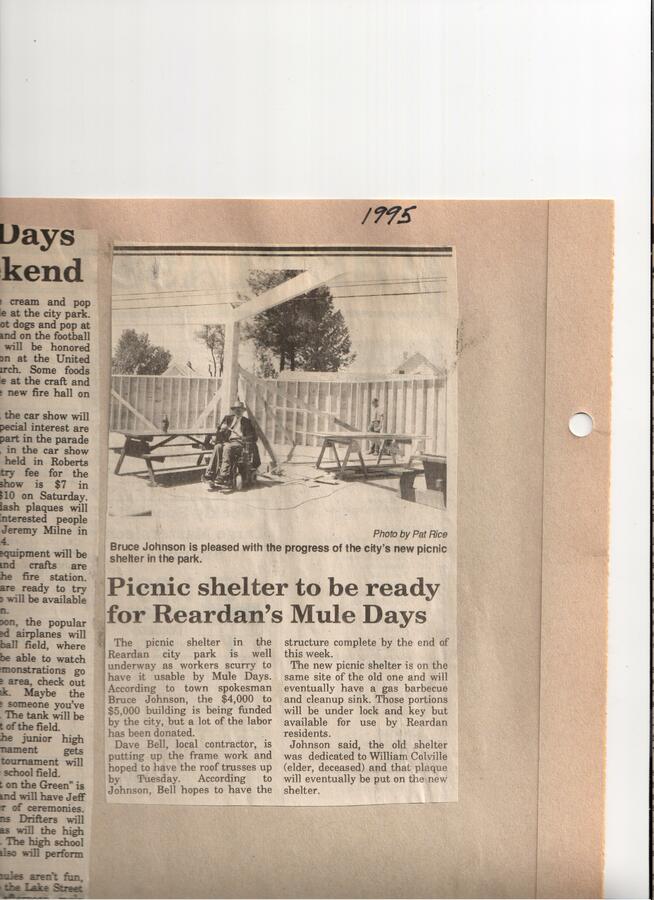 1995
Days
kend
cream and pop
e at the city park.
ot dogs and pop at
and on the football
will be honored
on at the United
urch. Some foods
e at the craft and
e new fire hall on
the car show will
pecial interest are
part in the parade
, in the car show
held in Roberts
try fee for the
show is $7 in
$10 on Saturday.
dash plaques will
Interested people
Jeremy Milne in
4.
equipment will be
and crafts are
he fire station.
are ready to try
o will be available
n.
oon, the popular
ed airplanes will
ball field, where
be able to watch
emonstrations go
e area, check out
nk. Maybe the
e someone you've
. The tank will be
t of the field.
the junior high
nament gets
tournament will
school field.
t on the Green" is
and will have Jeff
r of ceremonies.
ns Drifters will
as will the high
. The high school
also will perform
mules aren't fun,
the Lake Street
Photo by Pat Rice
Bruce Johnson is pleased with the progress of the city's new picnic
shelter in the park.
Picnic shelter to be ready
for Reardan's Mule Days
The picnic shelter in the
Reardan city park is well
underway as workers scurry to
have it usable by Mule Days.
According to town spokesman
Bruce Johnson, the $4,000 to
$5,000 building is being funded
by the city, but a lot of the labor
has been donated.
Dave Bell, local contractor, is
putting up the frame work and
hoped to have the roof trusses up
by Tuesday. According to
Johnson, Bell hopes to have the
structure complete by the end of
this week.
The new picnic shelter is on the
same site of the old one and will
eventually have a gas barbecue
and cleanup sink. Those portions
will be under lock and key but
available for use by Reardan
residents.
Johnson said, the old shelter
was dedicated to William Colville
(elder, deceased) and that plaque
will eventually be put on the new
shelter.